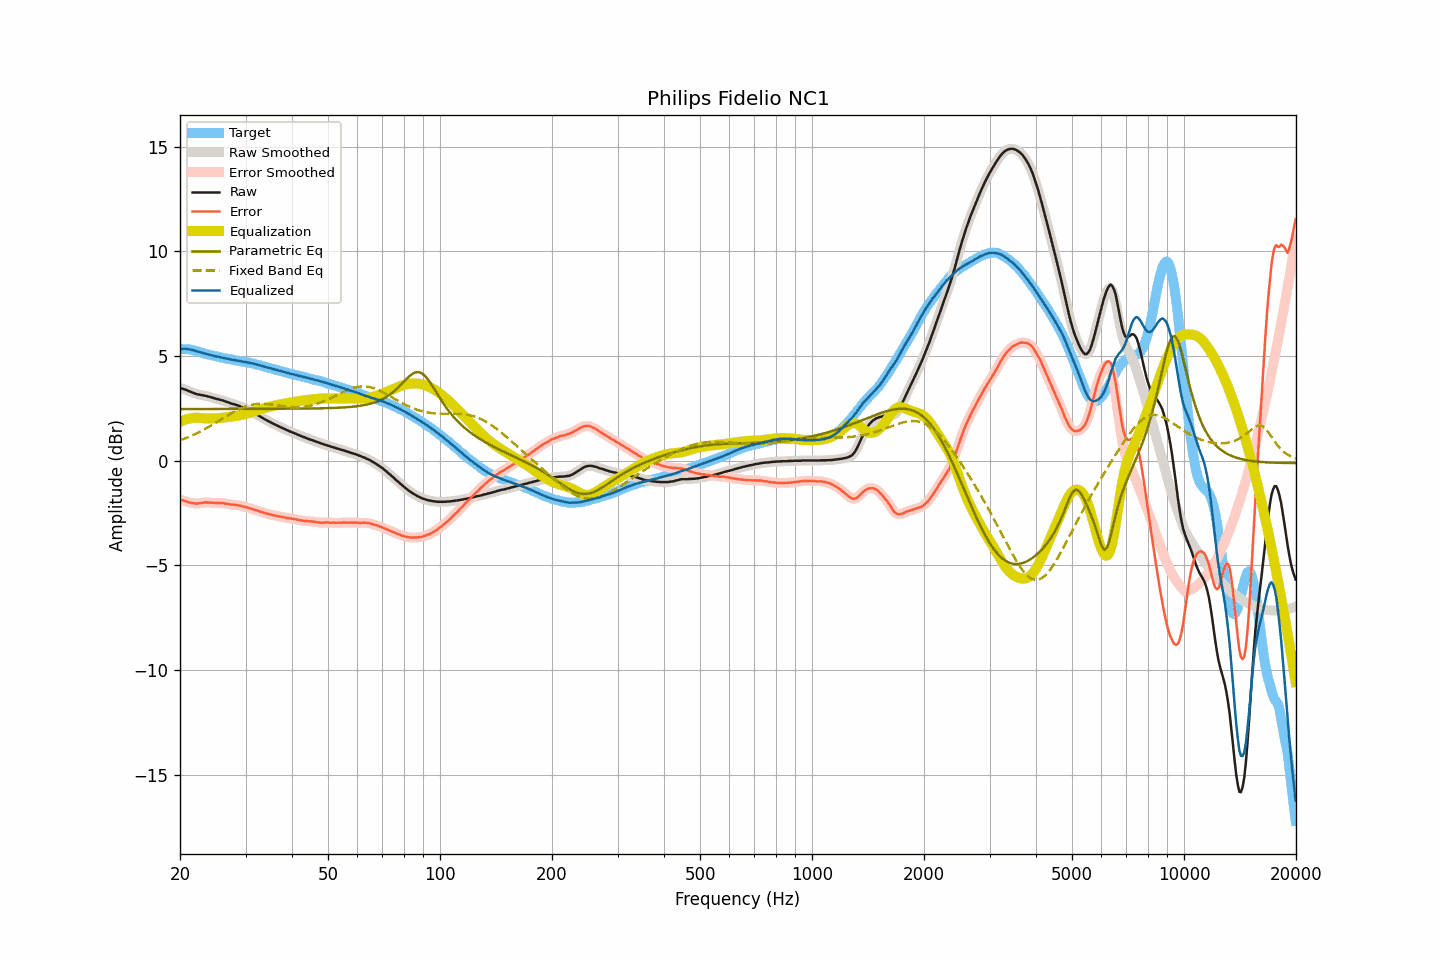 Philips Fidelio NC1
Target
Raw Smoothed
Error Smoothed
Raw
Error
Equalization
Parametric Eq
Fixed Band Eq
Equalized
Amplitude (dBr)
15
10
5
0
−5
−10
−15
20 50 100 200 500 1000 2000 5000 10000 20000
Frequency (Hz)